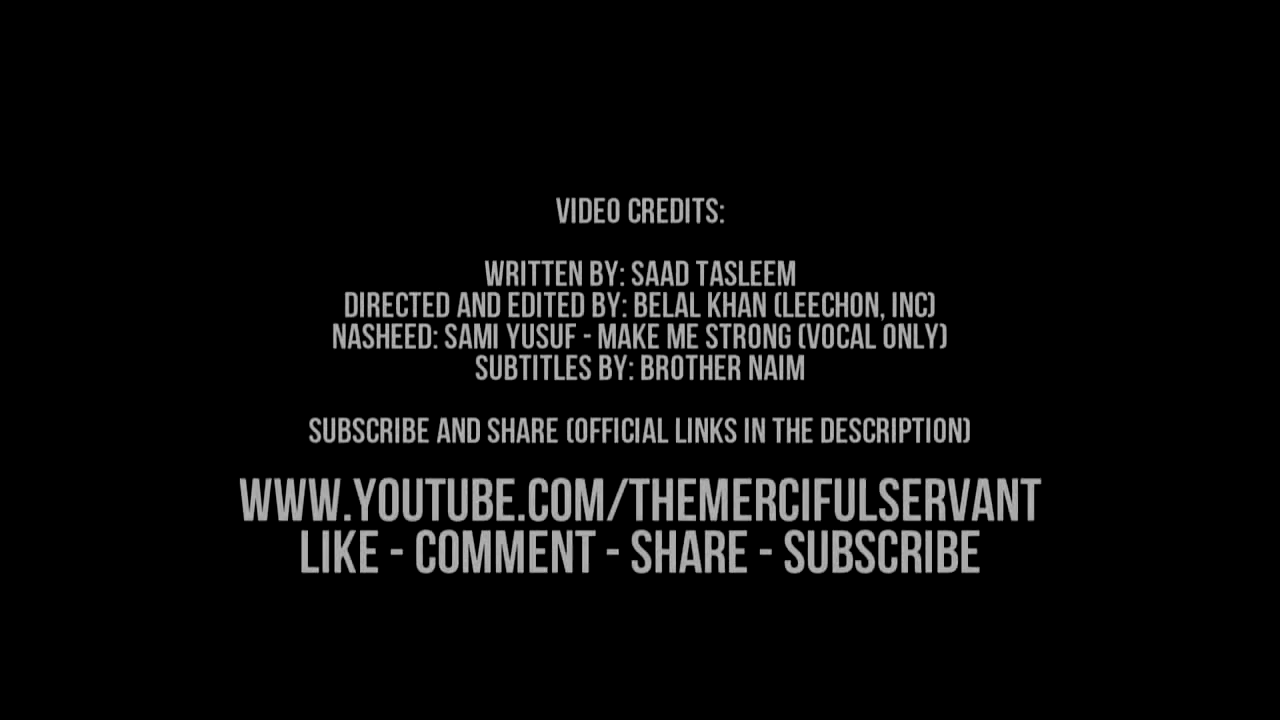 VIDEO CREDITS:
WRITTEN BY: SAAD TASLEEM
DIRECTED AND EDITED BY: BELAL KHAN (LEECHON, INC)
NASHEED: SAMI YUSUF - MAKE ME STRONG (VOCAL ONLY)
SUBTITLES BY: BROTHER NAIM
SUBSCRIBE AND SHARE (OFFICIAL LINKS IN THE DESCRIPTION)
WWW.YOUTUBE.COM/THEMERCIFULSERVANT
LIKE - COMMENT - SHARE - SUBSCRIBE